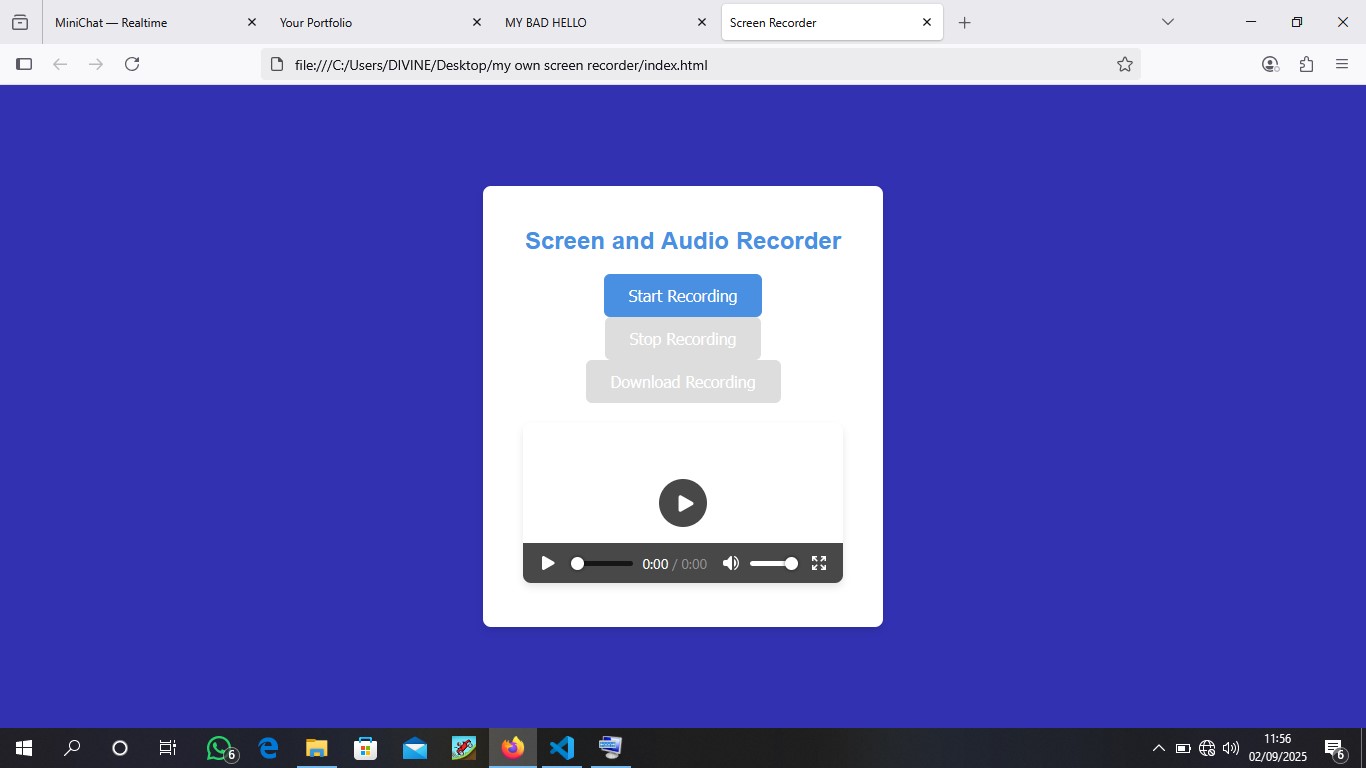 MiniChat — Realtime
Your Portfolio
MY BAD HELLO
Screen Recorder
file:///C:/Users/DIVINE/Desktop/my own screen recorder/index.html
Screen and Audio Recorder
Start Recording
Stop Recording
Download Recording
0:00 / 0:00
6
11:56
02/09/2025
6